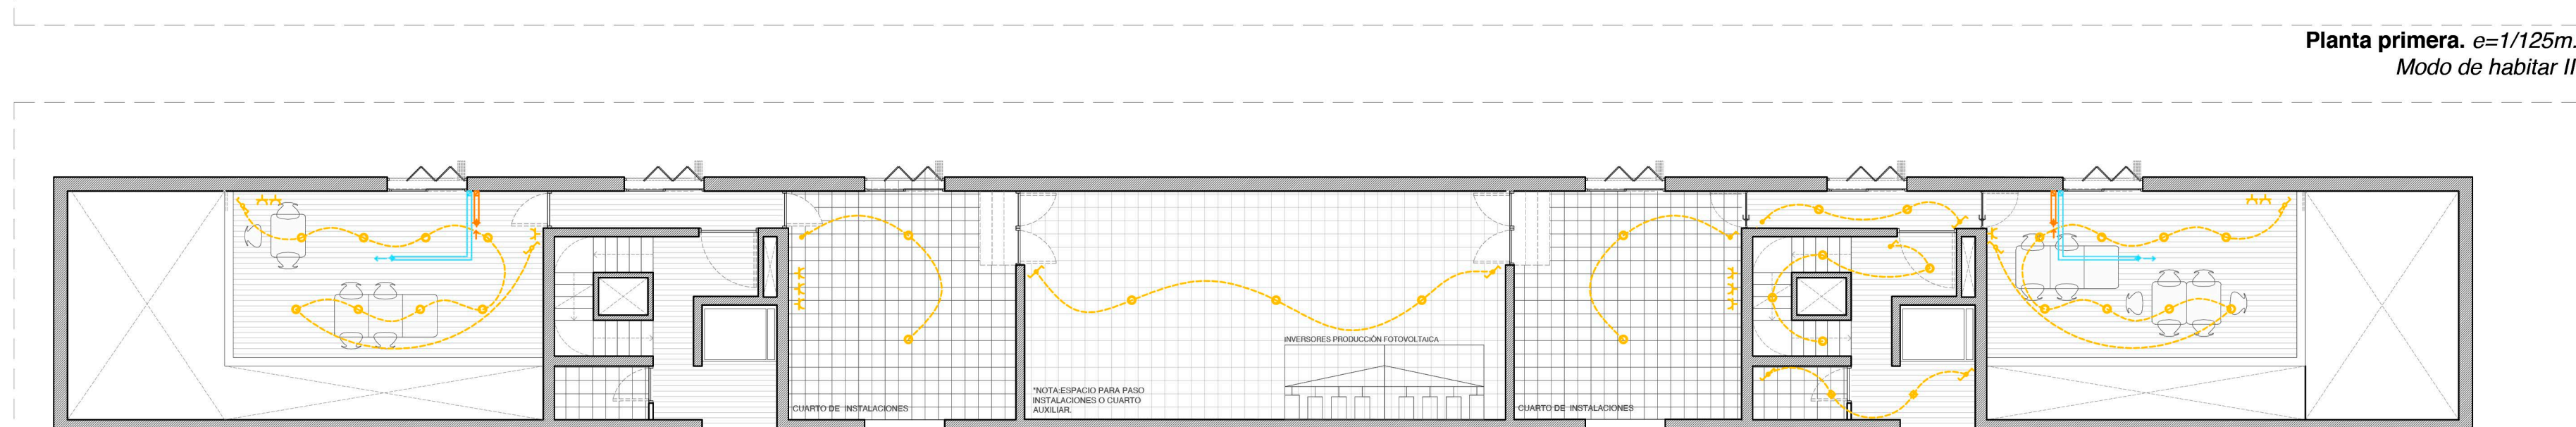 Planta primera. e=1/125m.
Modo de habitar II
INVERSORES PRODUCCIÓN FOTOVOLTAICA
*NOTA:ESPACIO PARA PASO
INSTALACIONES O CUARTO
AUXILIAR.
CUARTO DE INSTALACIONES
CUARTO DE INSTALACIONES